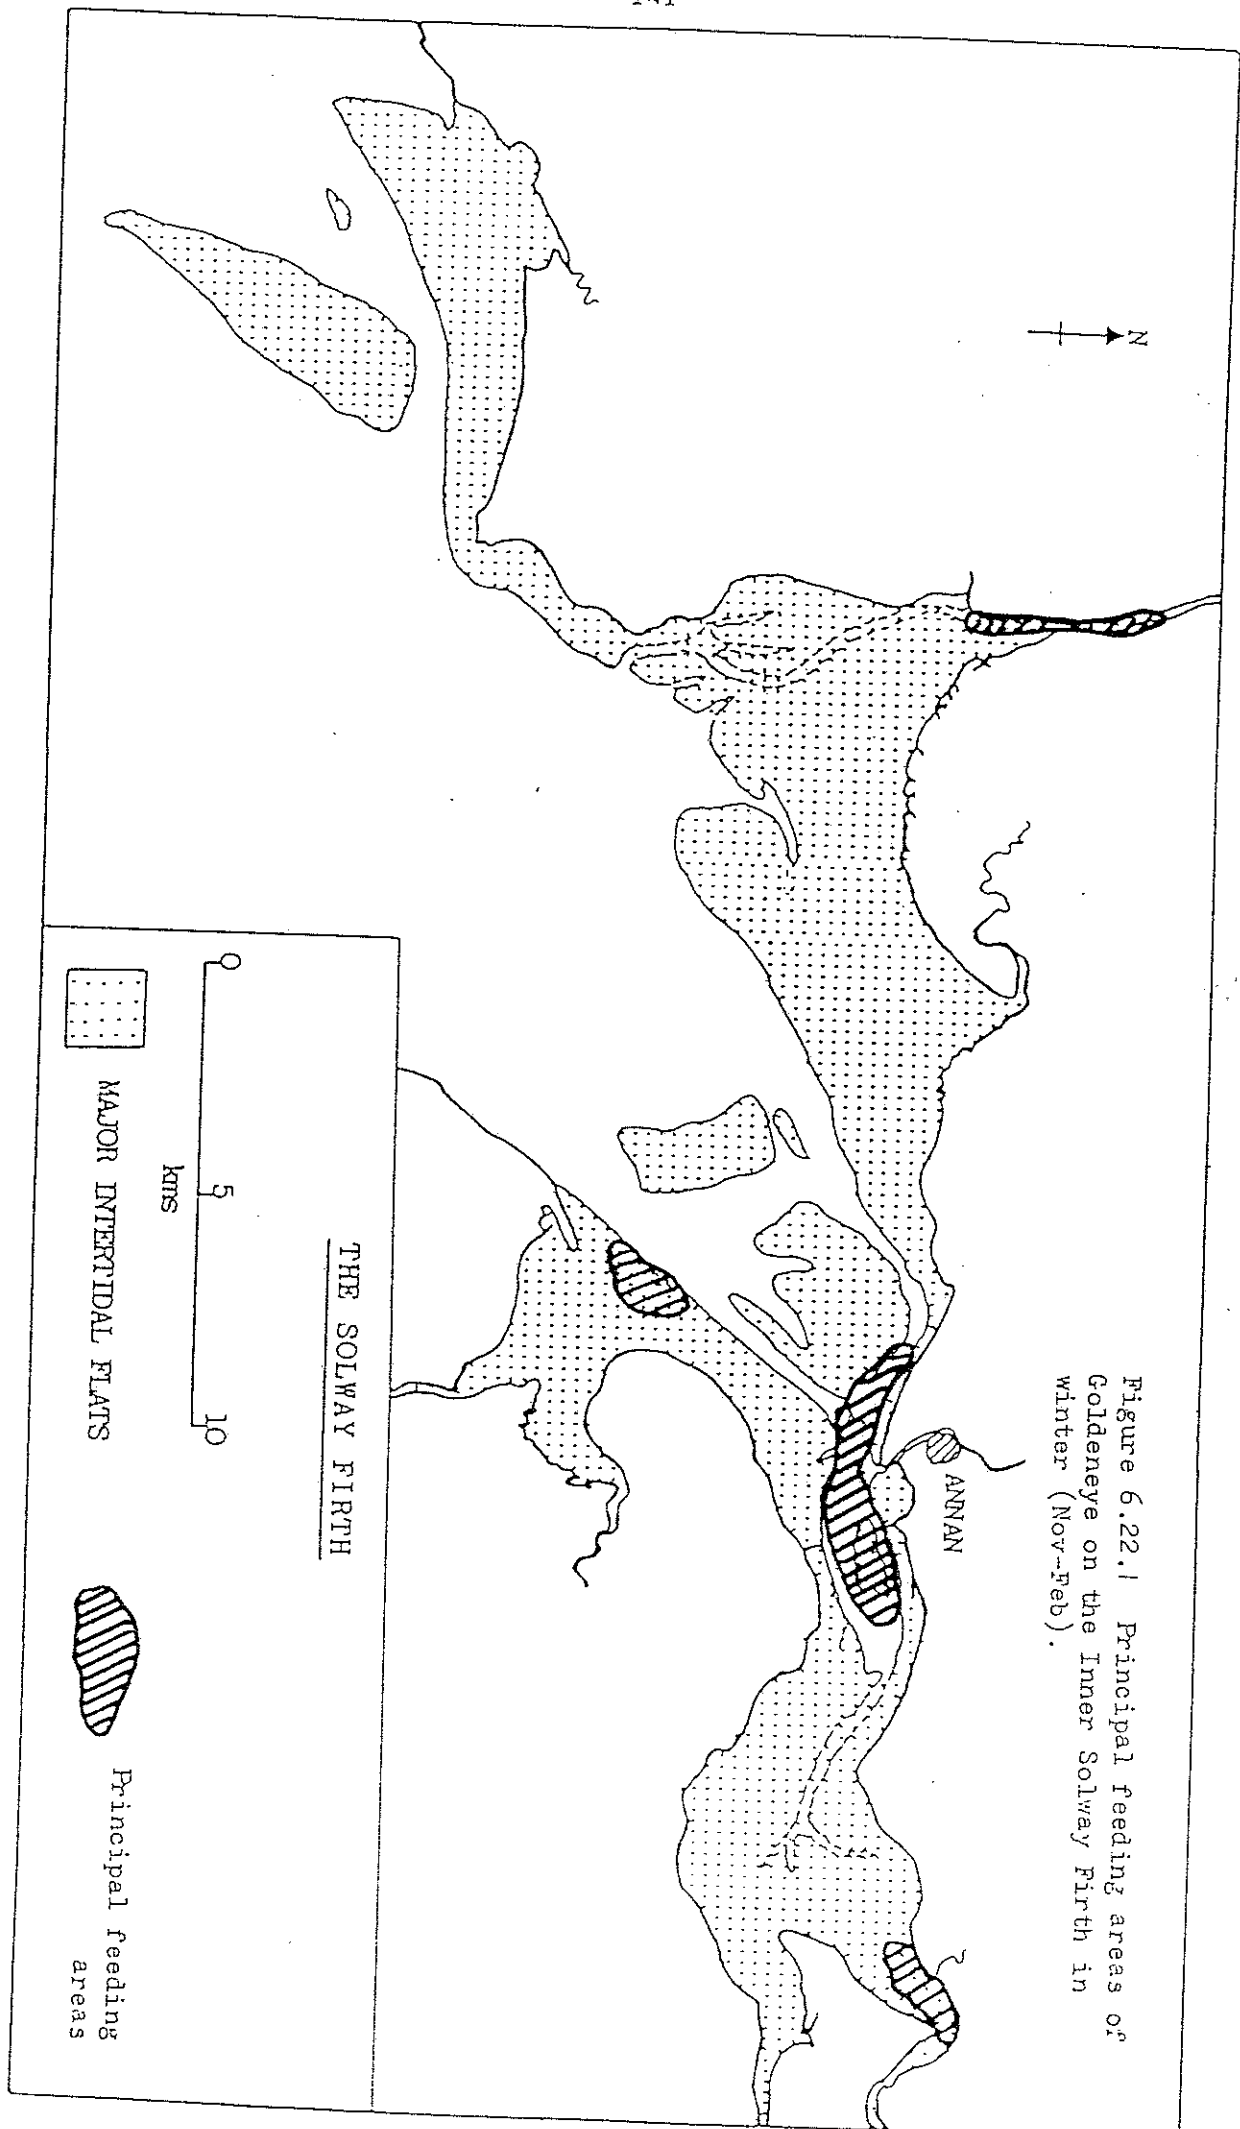 141
Figure 6.22.1 Principal feeding areas of
Goldeneye on the Inner Solway Firth in
winter (Nov-Feb).
N
ANNAN
THE SOLWAY FIRTH
0 5 10
kms
MAJOR INTERTIDAL FLATS
Principal feeding
areas